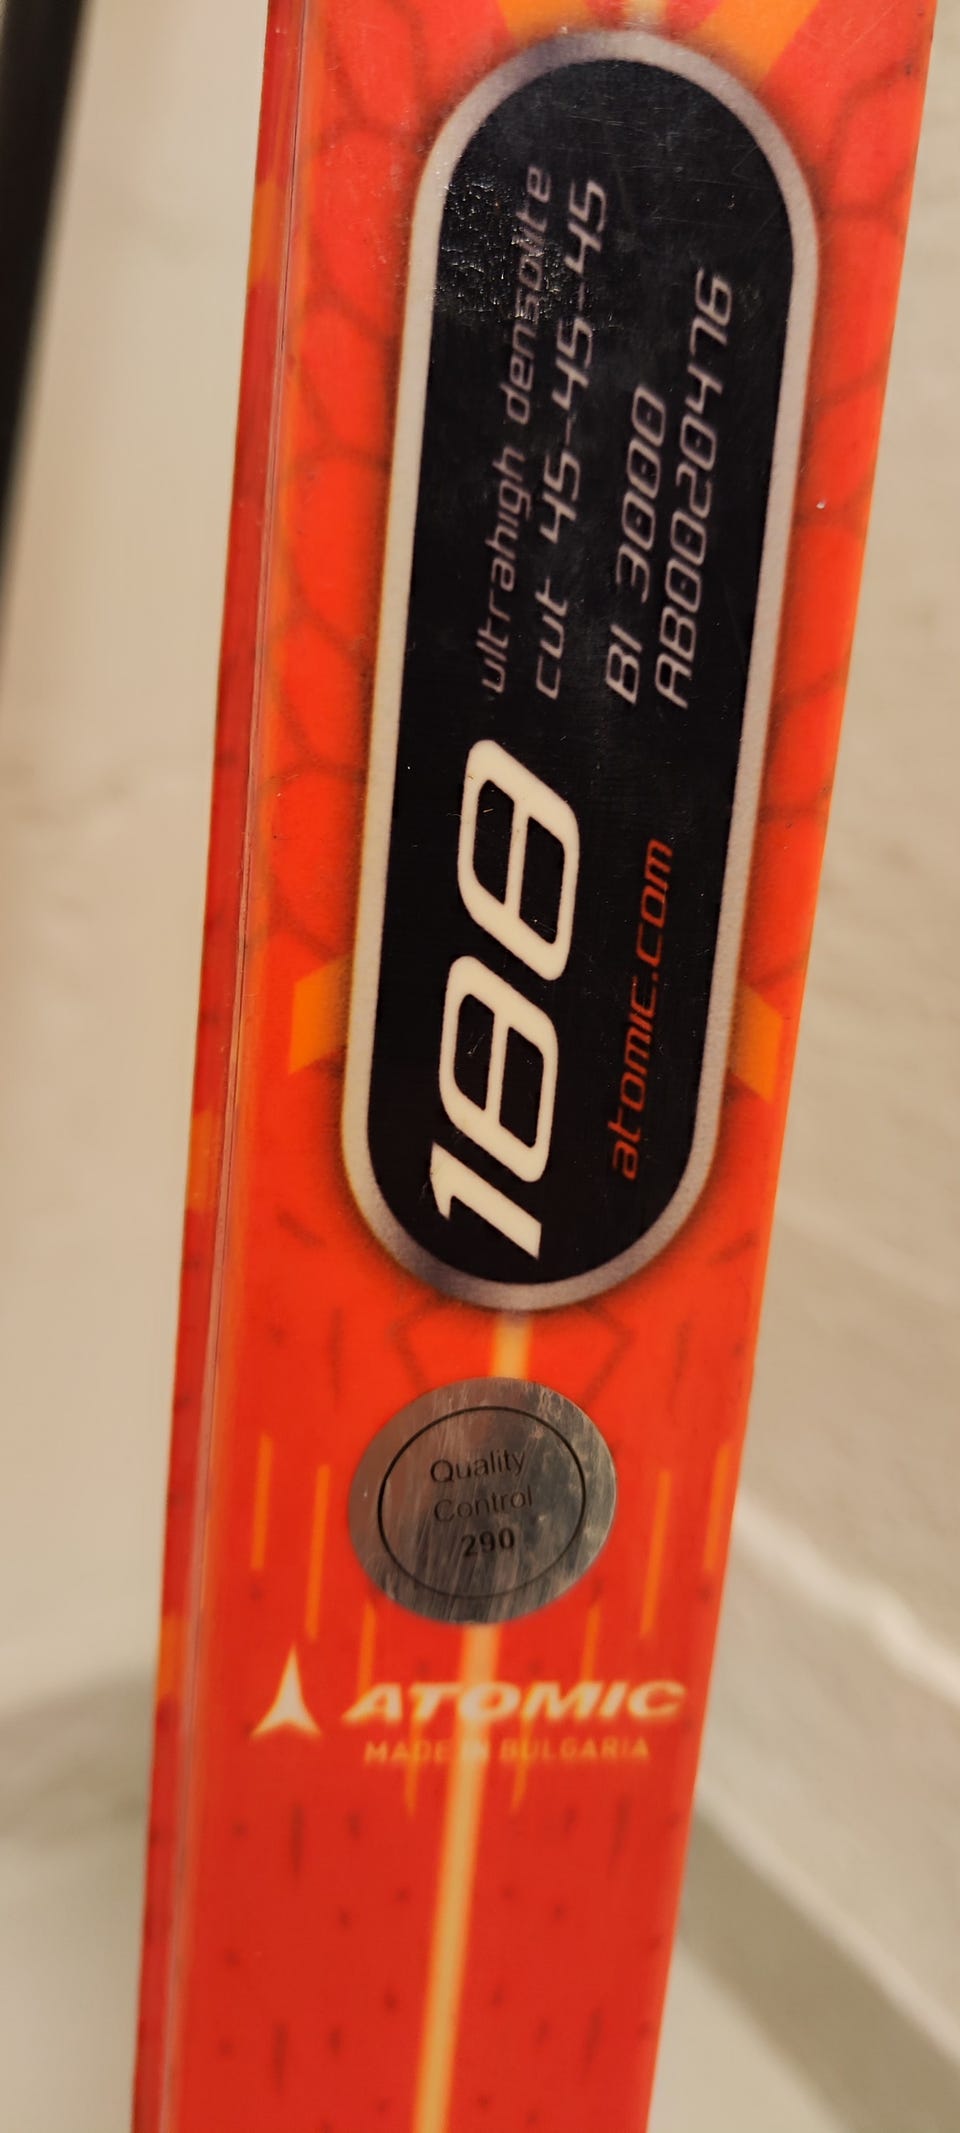 ultrahigh densolite
cut 45-45-45
BI 3000
AB0020476
188
atomic.com
Quality
Control
290
ATOMIC
MADE IN BULGARIA